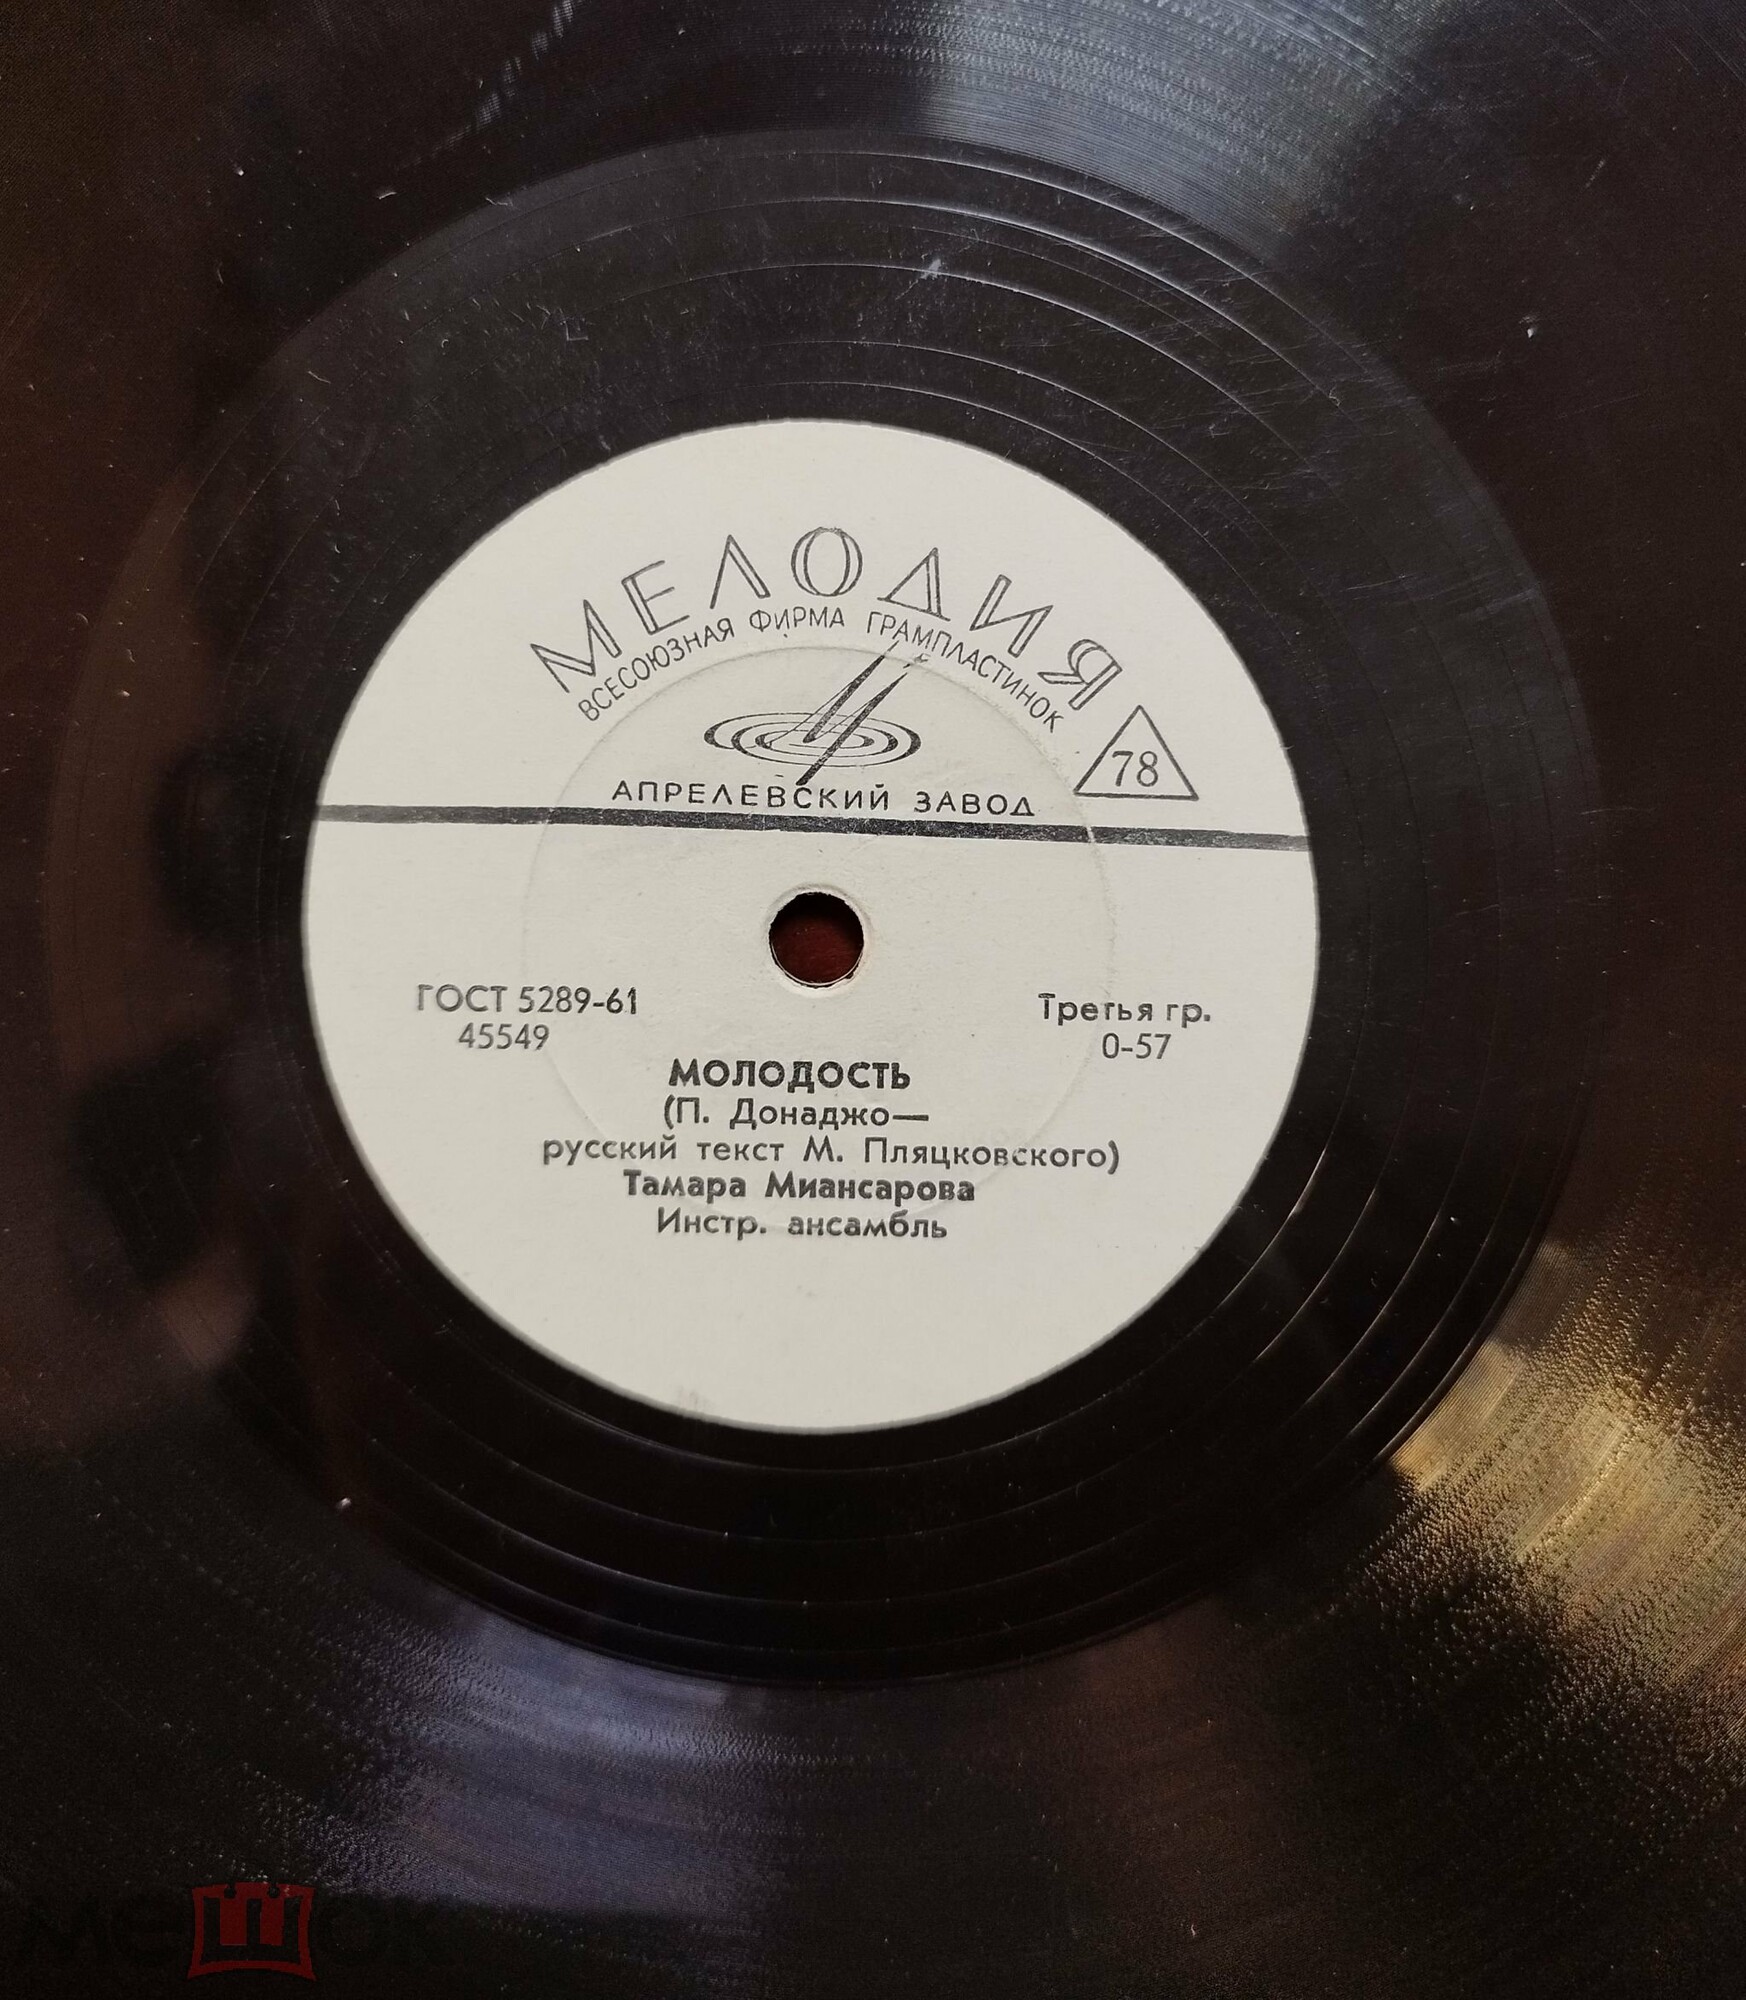 МЕЛОДИЯ
ВСЕСОЮЗНАЯ ФИРМА ГРАМПЛАСТИНОК
78
АПРЕЛЕВСКИЙ ЗАВОД
ГОСТ 5289-61
45549
Третья гр.
0-57
МОЛОДОСТЬ
(П. Донаджо—
русский текст М. Пляцковского)
Тамара Миансарова
Инстр. ансамбль
мешок